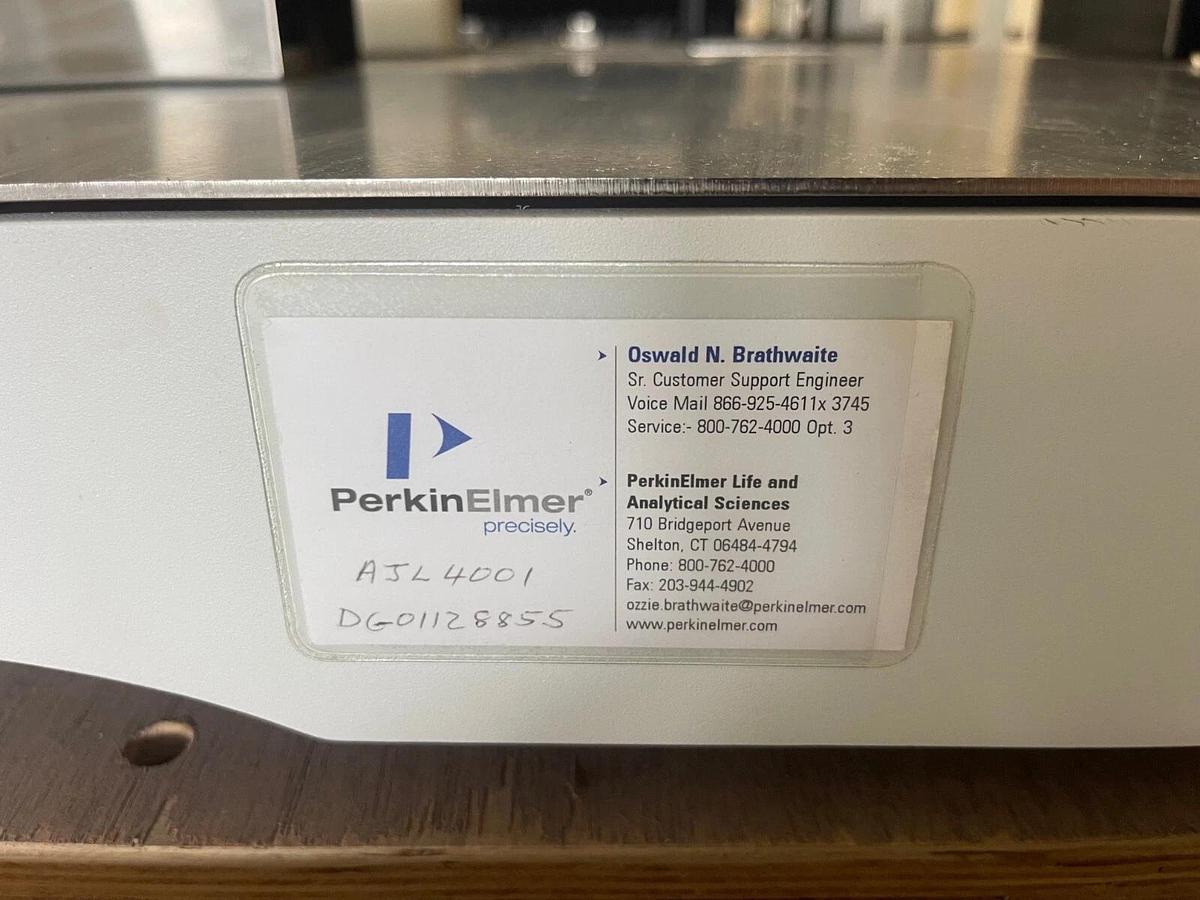 PerkinElmer®
precisely.
AJL4001
DG01128855
Oswald N. Brathwaite
Sr. Customer Support Engineer
Voice Mail 866-925-4611x 3745
Service:- 800-762-4000 Opt. 3
PerkinElmer Life and
Analytical Sciences
710 Bridgeport Avenue
Shelton, CT 06484-4794
Phone: 800-762-4000
Fax: 203-944-4902
ozzie.brathwaite@perkinelmer.com
www.perkinelmer.com